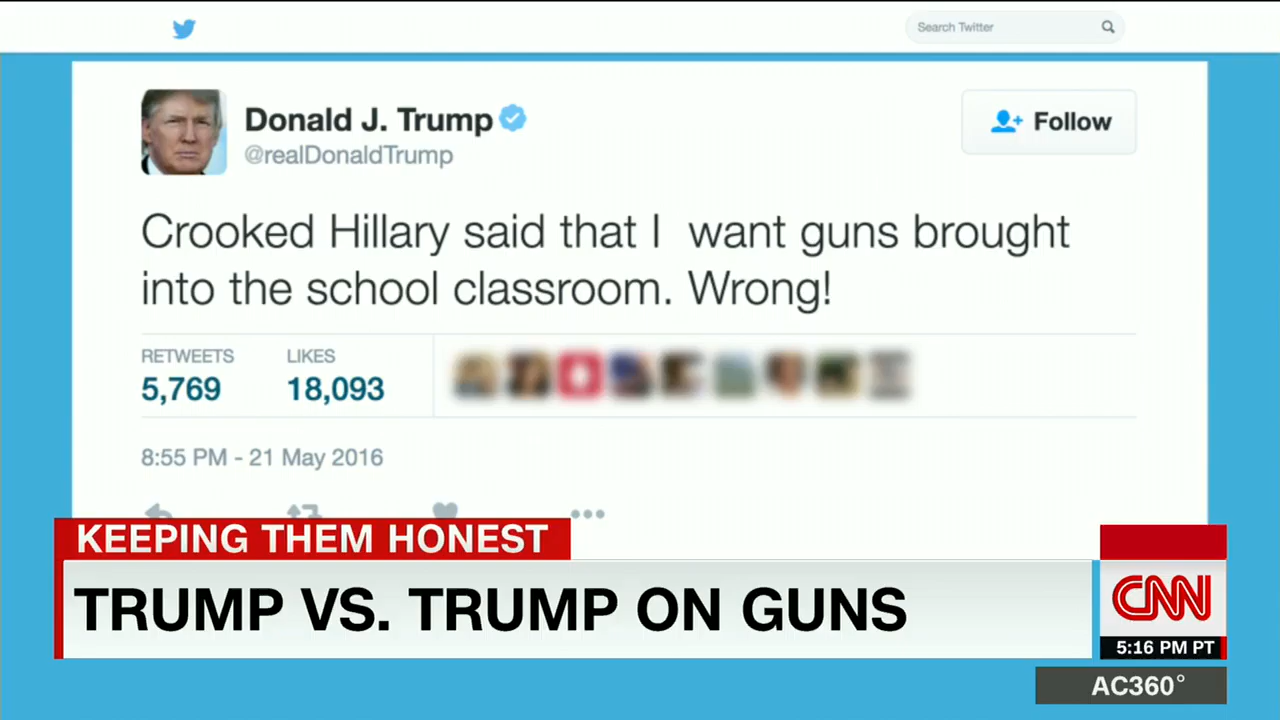 Search Twitter
Donald J. Trump
@realDonaldTrump
Follow
Crooked Hillary said that I  want guns brought
into the school classroom. Wrong!
RETWEETS LIKES
5,769 18,093
8:55 PM - 21 May 2016
KEEPING THEM HONEST
TRUMP VS. TRUMP ON GUNS
CNN
5:16 PM PT
AC360°